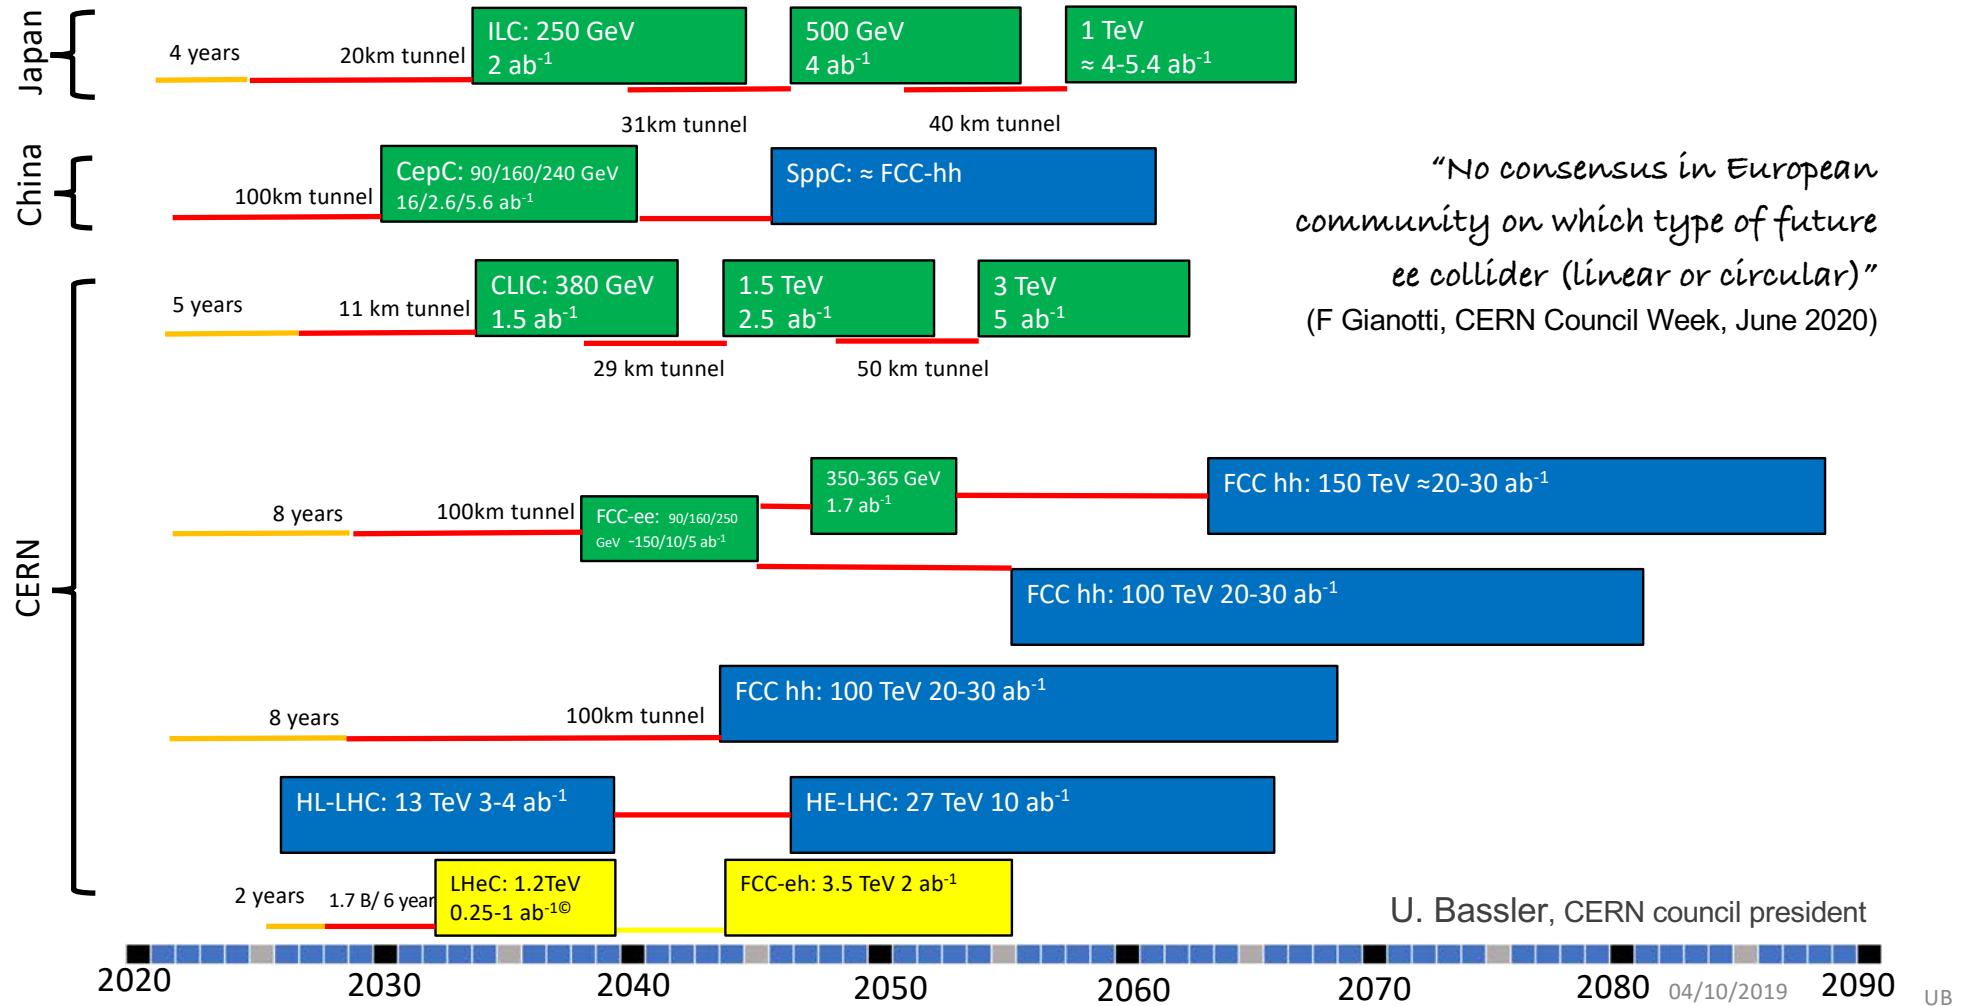 Japan
4 years
20km tunnel
ILC: 250 GeV
2 ab-1
500 GeV
4 ab-1
1 TeV
≈ 4-5.4 ab-1
31km tunnel
40 km tunnel
China
100km tunnel
CepC: 90/160/240 GeV
16/2.6/5.6 ab-1
SppC: ≈ FCC-hh
“No consensus in European
community on which type of future
ee collider (linear or circular)”
(F Gianotti, CERN Council Week, June 2020)
CERN
5 years
11 km tunnel
CLIC: 380 GeV
1.5 ab-1
1.5 TeV
2.5 ab-1
3 TeV
5 ab-1
29 km tunnel
50 km tunnel
8 years
100km tunnel
FCC-ee: 90/160/250
GeV -150/10/5 ab-1
350-365 GeV
1.7 ab-1
FCC hh: 150 TeV ≈20-30 ab-1
FCC hh: 100 TeV 20-30 ab-1
8 years
100km tunnel
FCC hh: 100 TeV 20-30 ab-1
HL-LHC: 13 TeV 3-4 ab-1
HE-LHC: 27 TeV 10 ab-1
2 years
1.7 B/ 6 year
LHeC: 1.2TeV
0.25-1 ab-1©
FCC-eh: 3.5 TeV 2 ab-1
U. Bassler, CERN council president
2020
2030
2040
2050
2060
2070
2080
2090
04/10/2019
UB